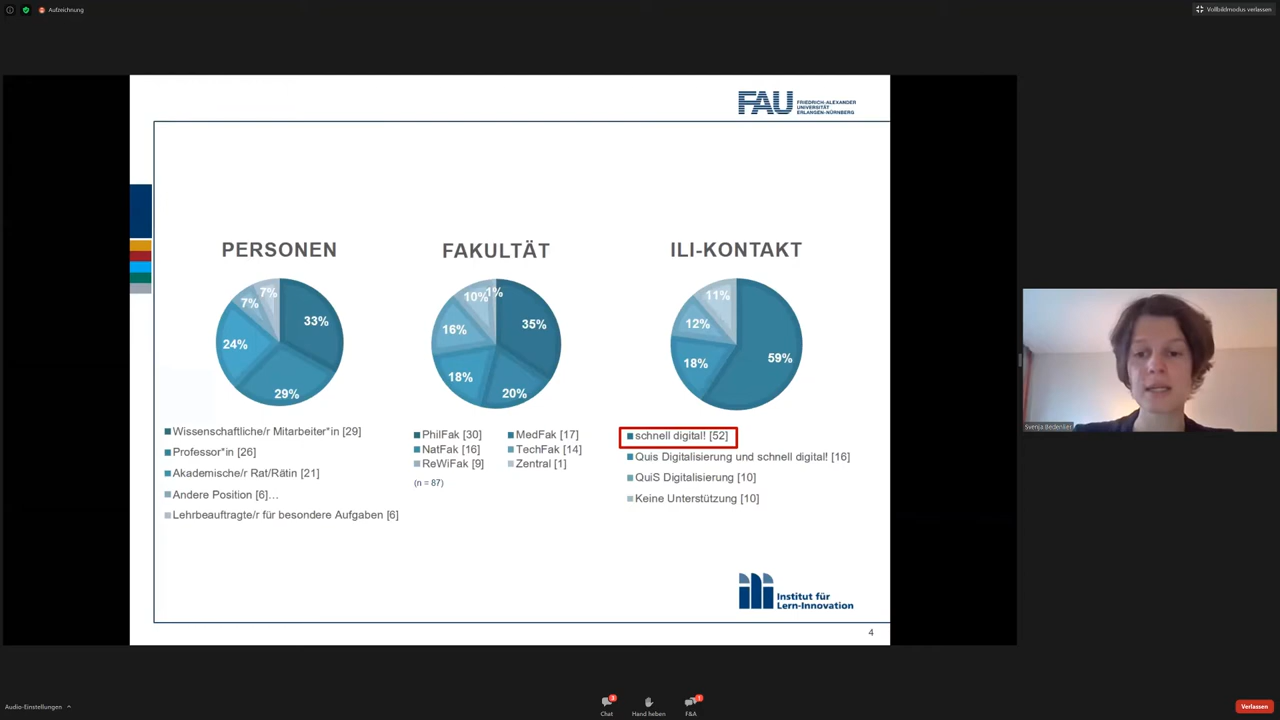 Aufzeichnung
Vollbildmodus verlassen
FAU
FRIEDRICH-ALEXANDER
UNIVERSITÄT
ERLANGEN-NÜRNBERG
PERSONEN
33%
29%
24%
7%
7%
Wissenschaftliche/r Mitarbeiter*in [29]
Professor*in [26]
Akademische/r Rat/Rätin [21]
Andere Position [6]…
Lehrbeauftragte/r für besondere Aufgaben [6]
FAKULTÄT
35%
20%
18%
16%
10%
1%
PhilFak [30] MedFak [17]
NatFak [16] TechFak [14]
ReWiFak [9] Zentral [1]
(n = 87)
ILI-KONTAKT
59%
18%
12%
11%
schnell digital! [52]
Quis Digitalisierung und schnell digital! [16]
QuiS Digitalisierung [10]
Keine Unterstützung [10]
Institut für
Lern-Innovation
4
Svenja Bedenlier
Audio-Einstellungen
3
Chat
Hand heben
1
F&A
Verlassen